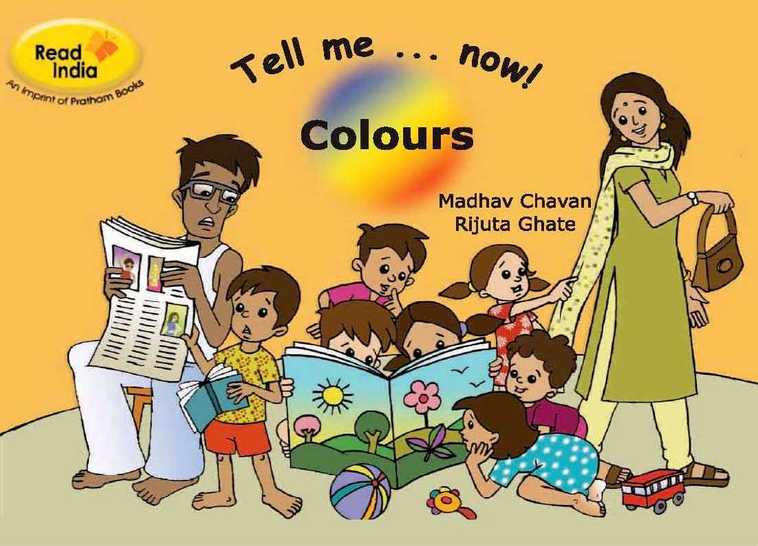 Read
India
An Imprint of Pratham Books
Tell me ... now!
Colours
Madhav Chavan
Rijuta Ghate